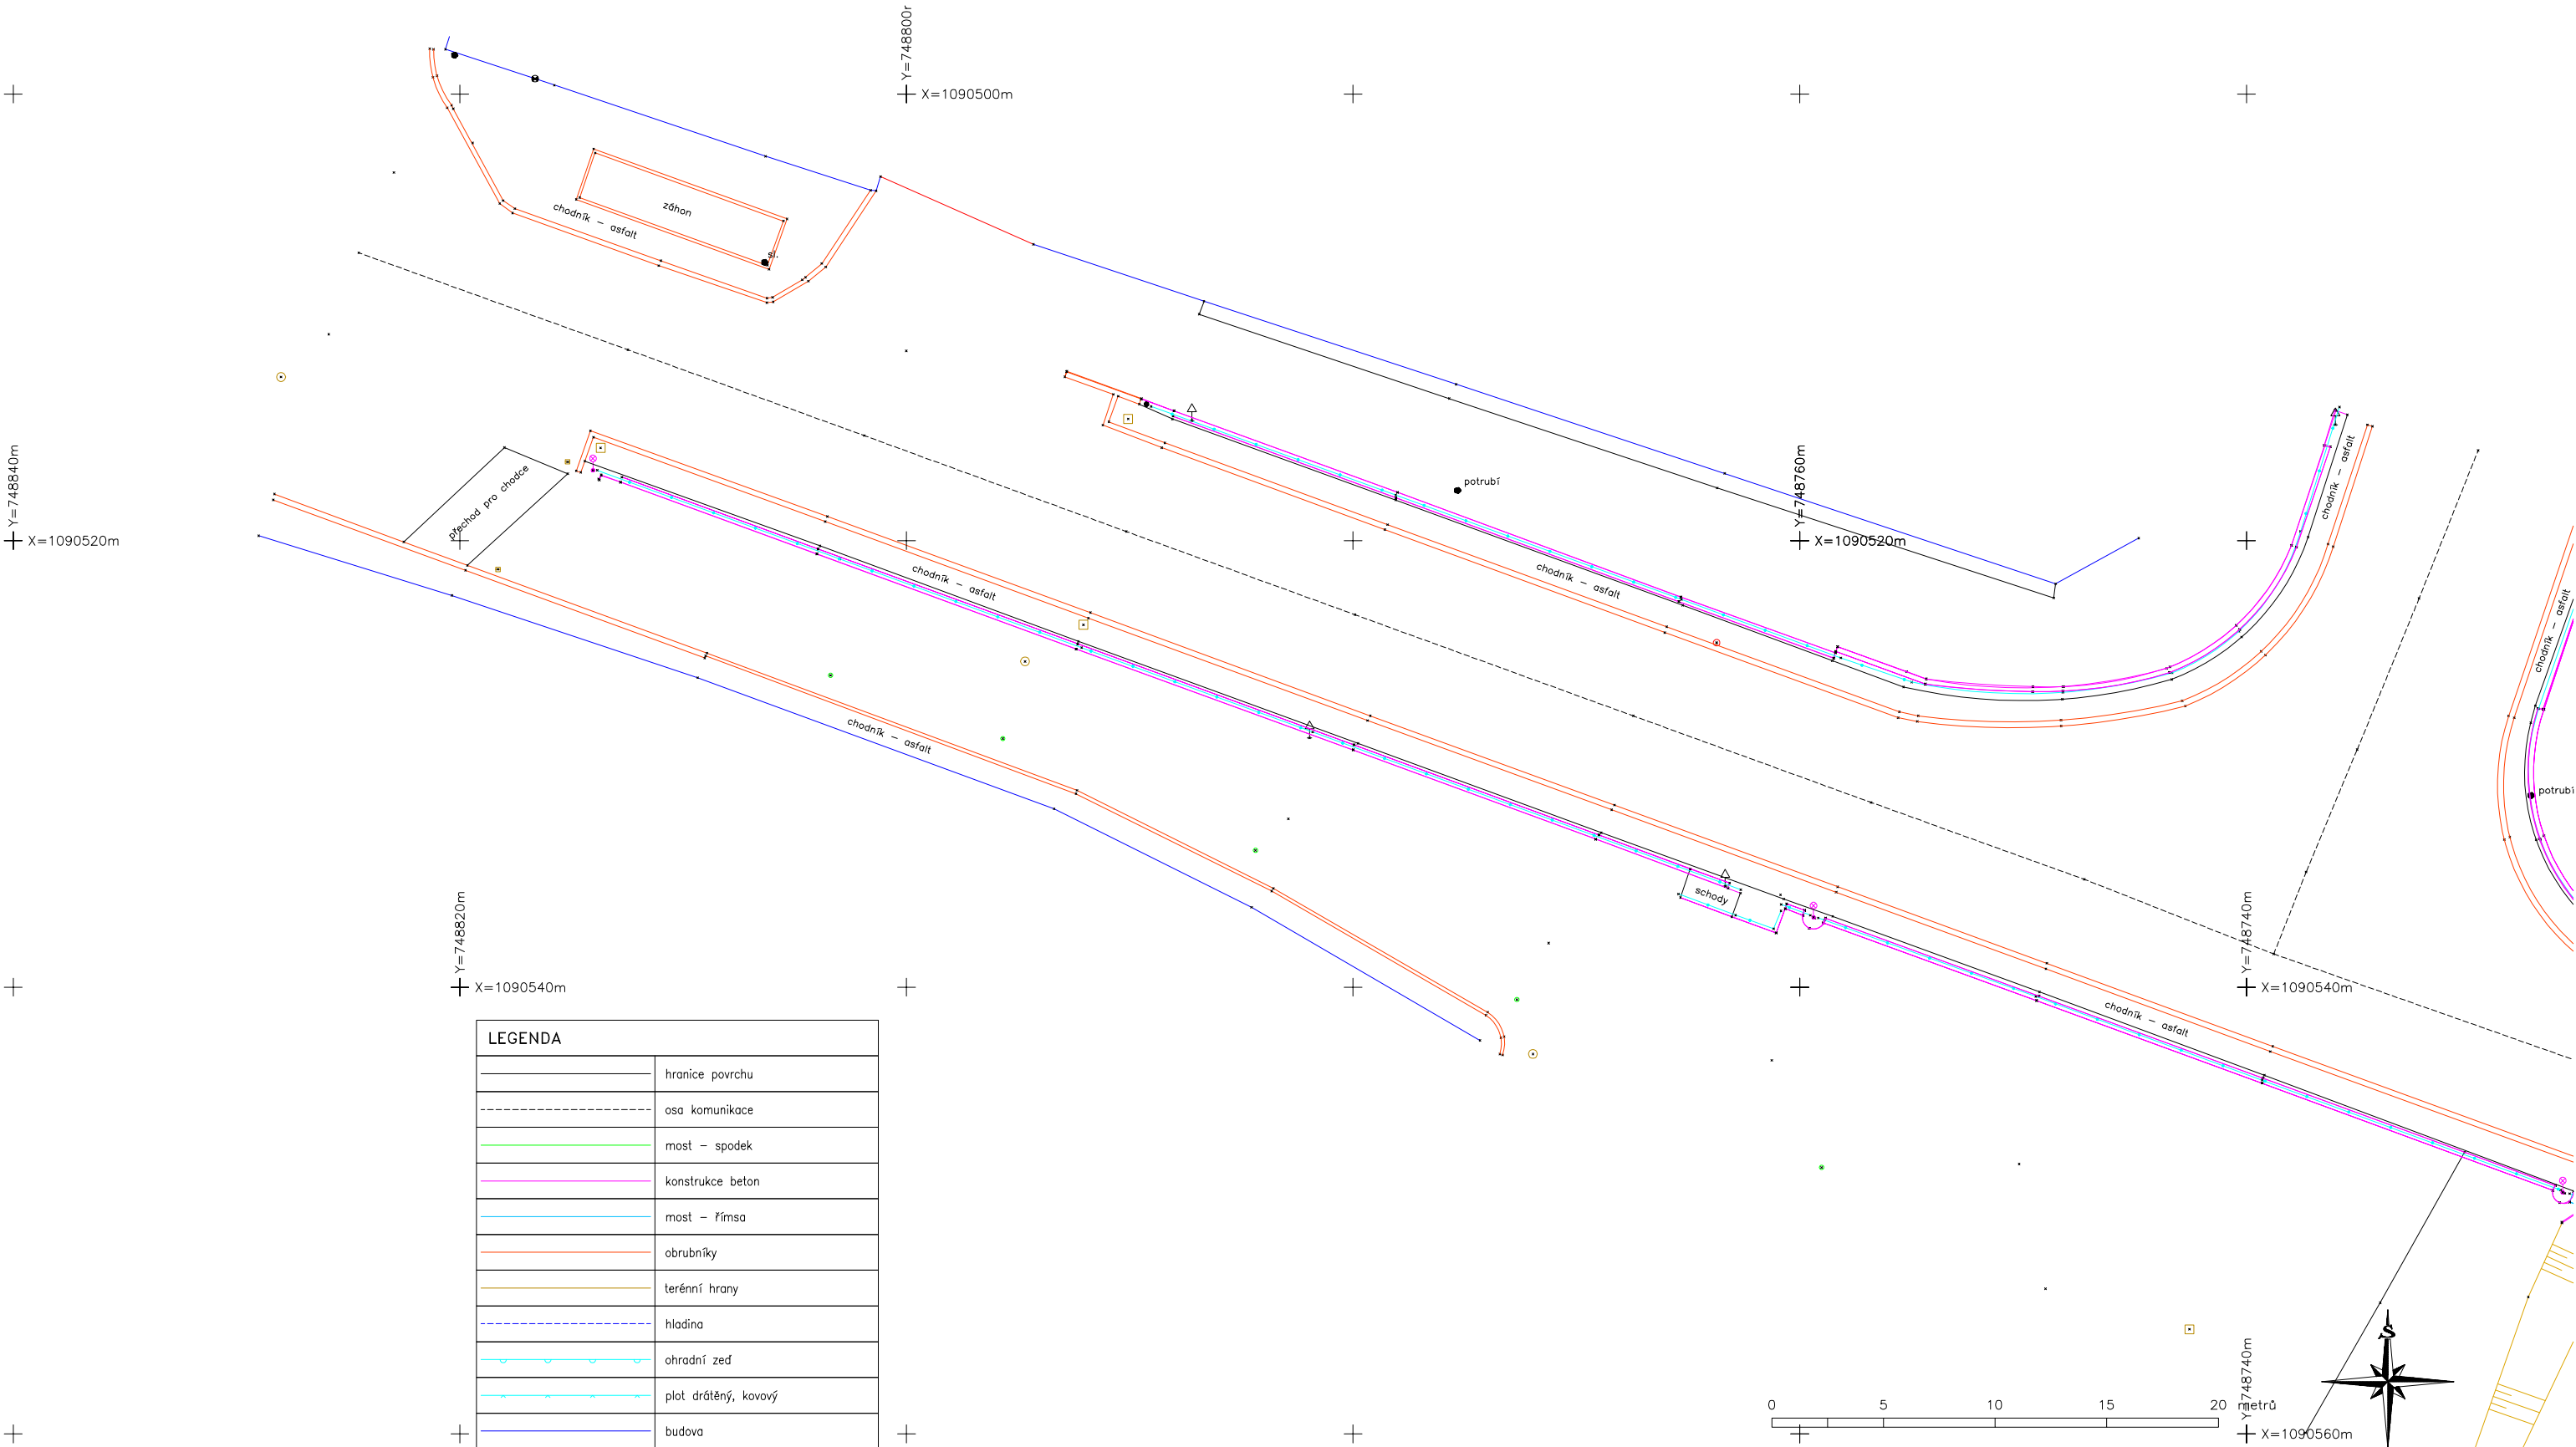 Y=748800r
X=1090500m
záhon
chodník – asfalt
sl.
Y=748840m
X=1090520m
přechod pro chodce
potrubí
Y=748760m
X=1090520m
chodník – asfalt
chodník – asfalt
chodník – asfalt
chodník – asfalt
chodník – asfalt
potrubí
schody
Y=748820m
X=1090540m
Y=748740m
X=1090540m
chodník – asfalt
LEGENDA
hranice povrchu
osa komunikace
most – spodek
konstrukce beton
most – římsa
obrubníky
terénní hrany
hladina
ohradní zeď
plot drátěný, kovový
budova
S
0 5 10 15 20 metrů
Y=748740m
X=1090560m